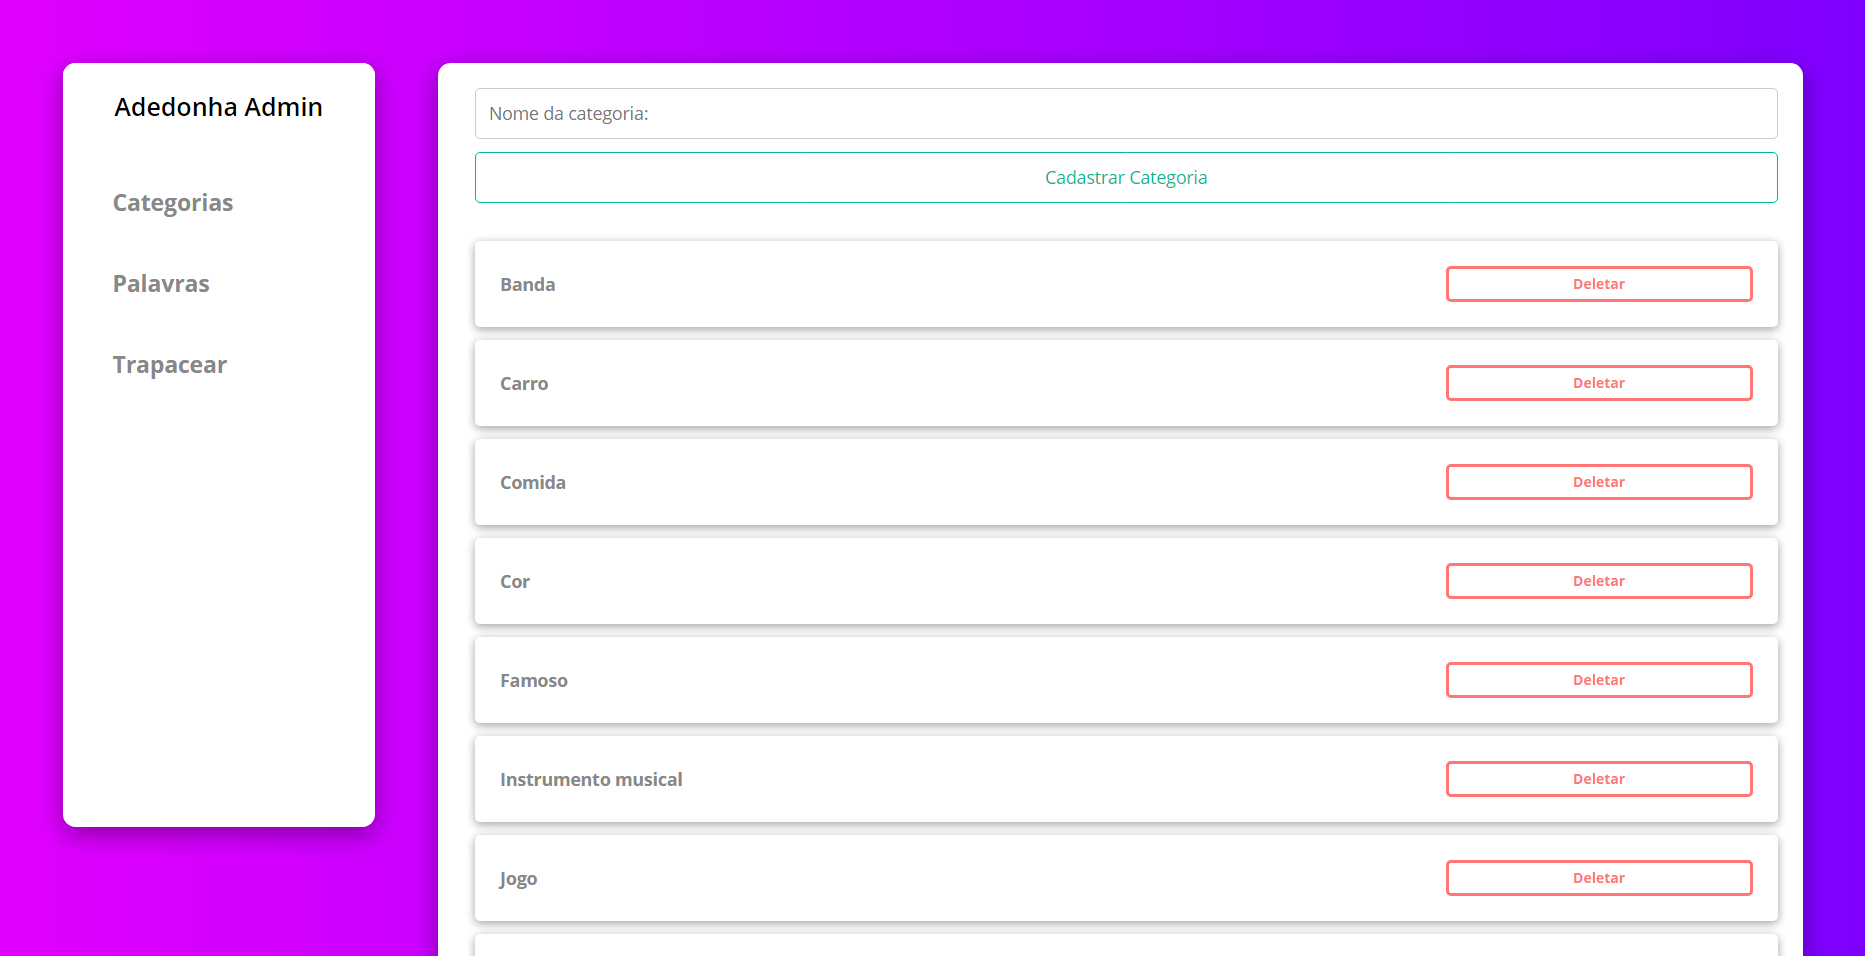 Adedonha Admin
Categorias
Palavras
Trapacear
Nome da categoria:
Cadastrar Categoria
Banda
Deletar
Carro
Deletar
Comida
Deletar
Cor
Deletar
Famoso
Deletar
Instrumento musical
Deletar
Jogo
Deletar